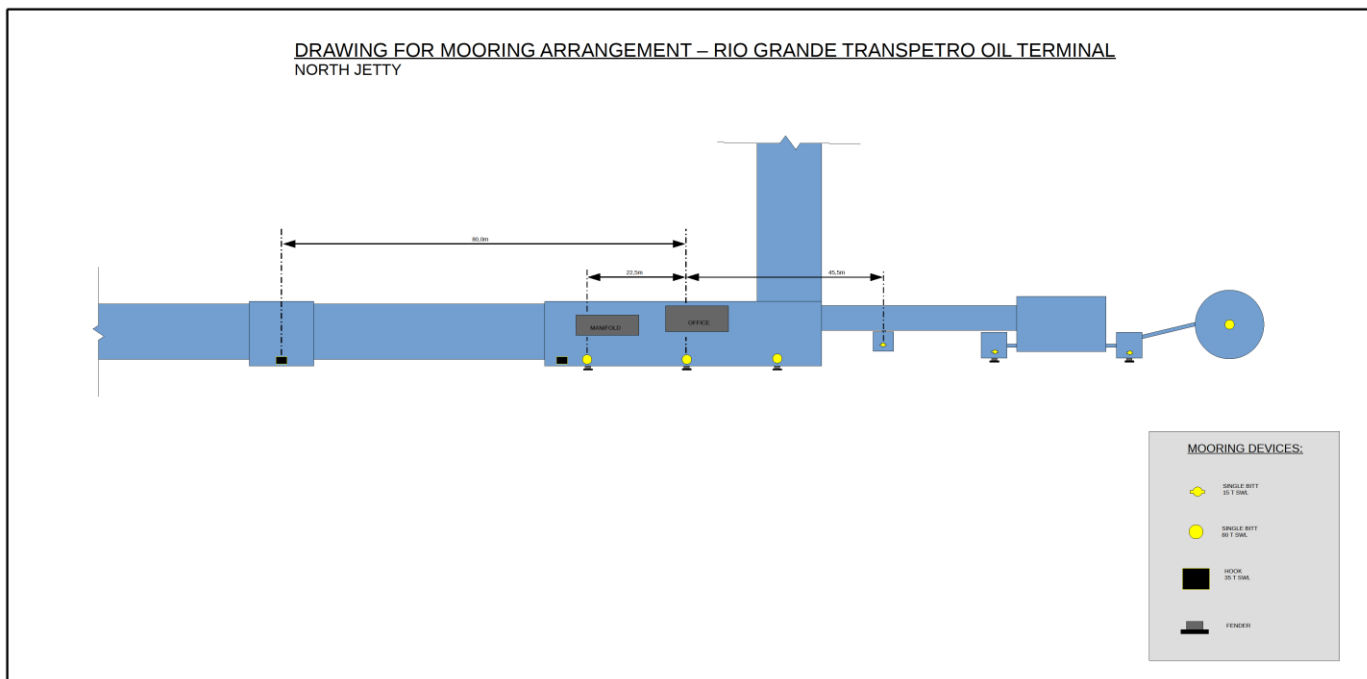 DRAWING FOR MOORING ARRANGEMENT – RIO GRANDE TRANSPETRO OIL TERMINAL
NORTH JETTY
80,0m
22,5m
45,5m
MANIFOLD
OFFICE
MOORING DEVICES:
SINGLE BITT
15 T SWL
SINGLE BITT
80 T SWL
HOOK
35 T SWL
FENDER